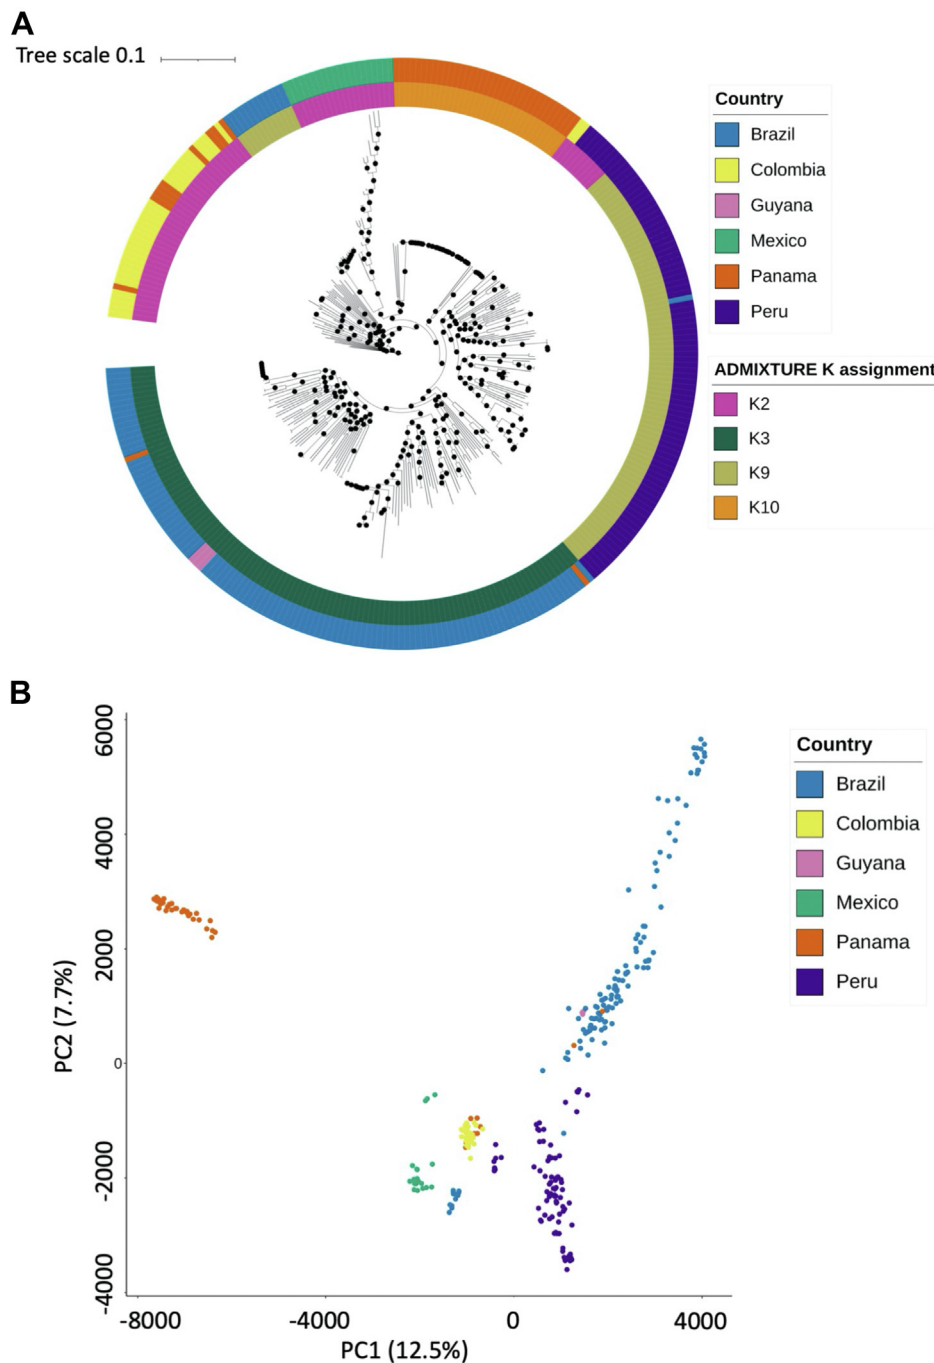 A
Tree scale 0.1
Country
Brazil
Colombia
Guyana
Mexico
Panama
Peru
ADMIXTURE K assignment
K2
K3
K9
K10
B
6000
4000
2000
0
-2000
-4000
PC2 (7.7%)
-8000
-4000
0
4000
PC1 (12.5%)
Country
Brazil
Colombia
Guyana
Mexico
Panama
Peru